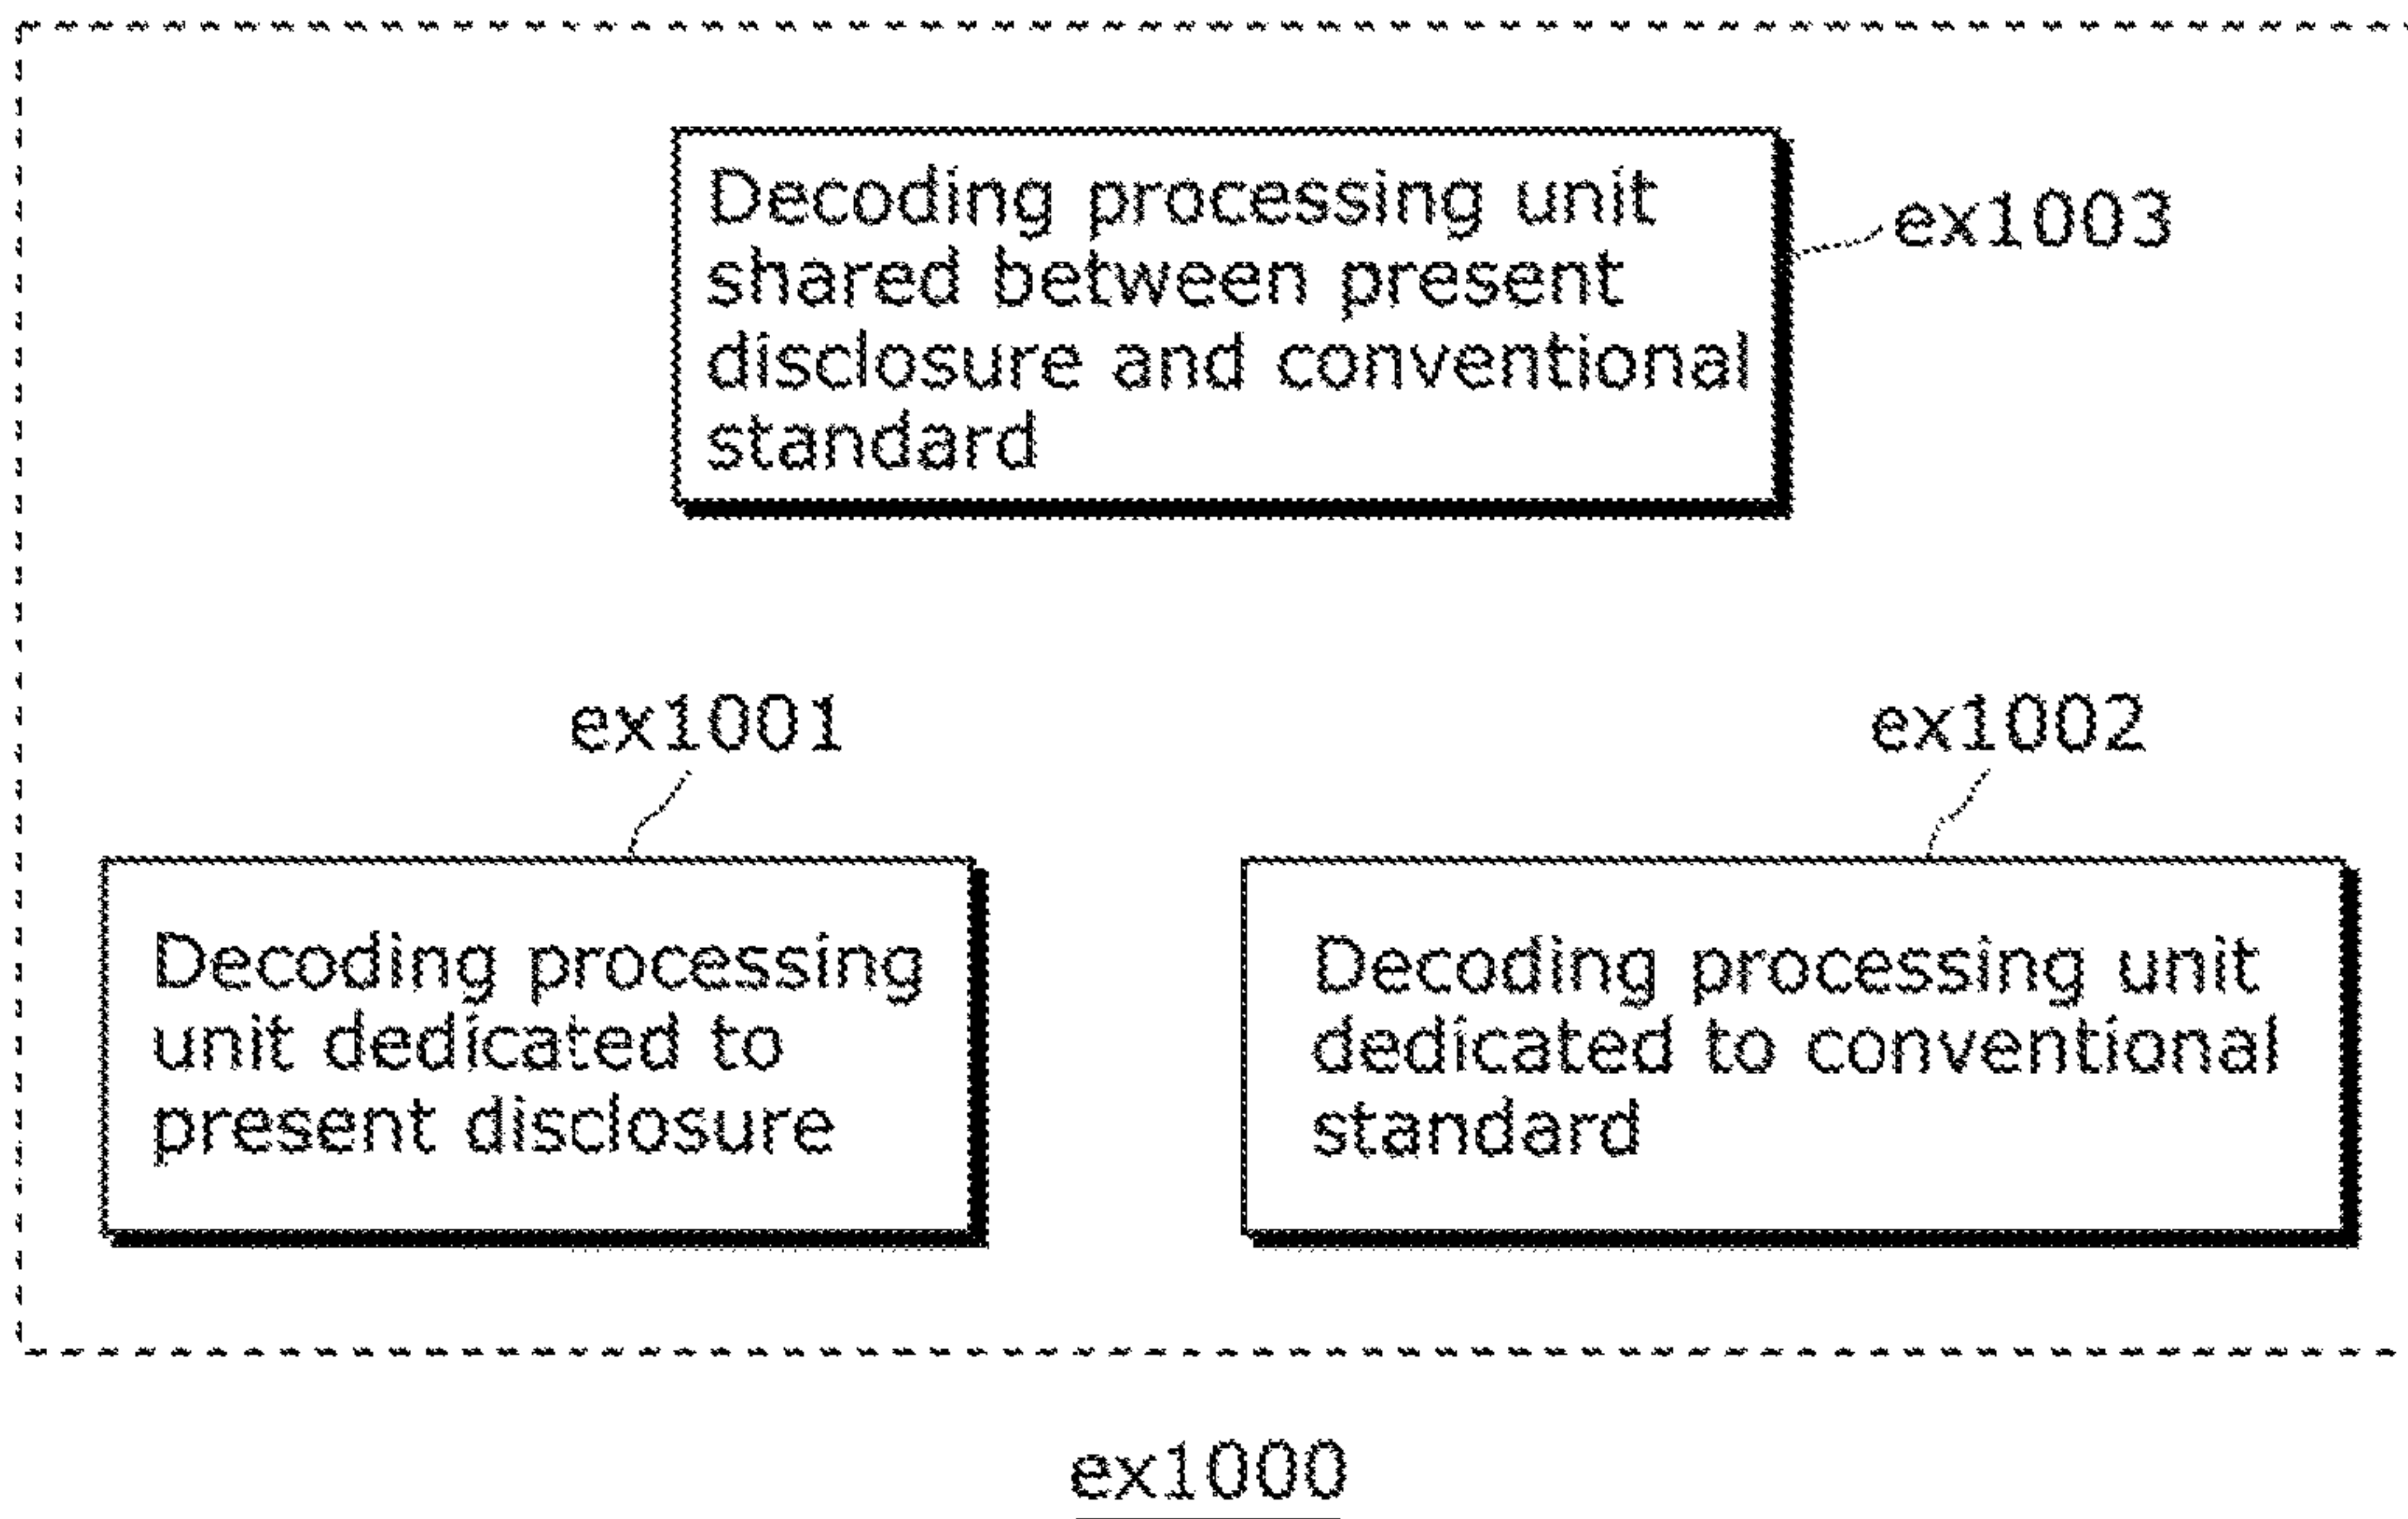 Decoding processing unit
shared between present
disclosure and conventional
standard
ex1003
ex1001
ex1002
Decoding processing
unit dedicated to
present disclosure
Decoding processing unit
dedicated to conventional
standard
ex1000